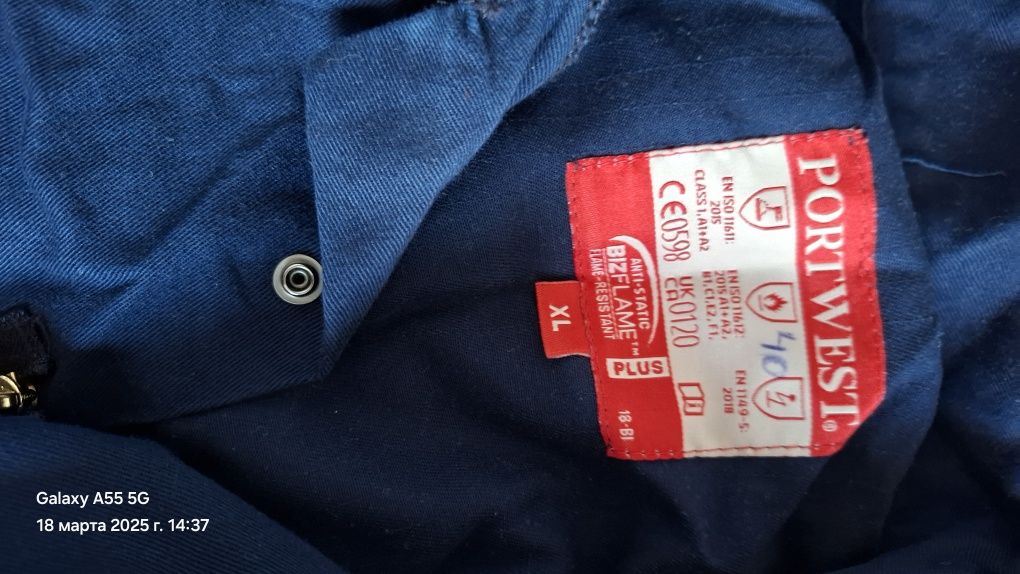 PORTWEST®
EN ISO 11611:
2015
CLASS 1, A1+A2
EN ISO 11612:
2015 A1+A2,
B1, C1, E2, F1.
EN 1149-5:
2018
40
CE0598
UKCA0120
ANTI-STATIC
BIZFLAME™
FLAME-RESISTANT
PLUS
18-BI
XL
Galaxy A55 5G
18 марта 2025 г. 14:37